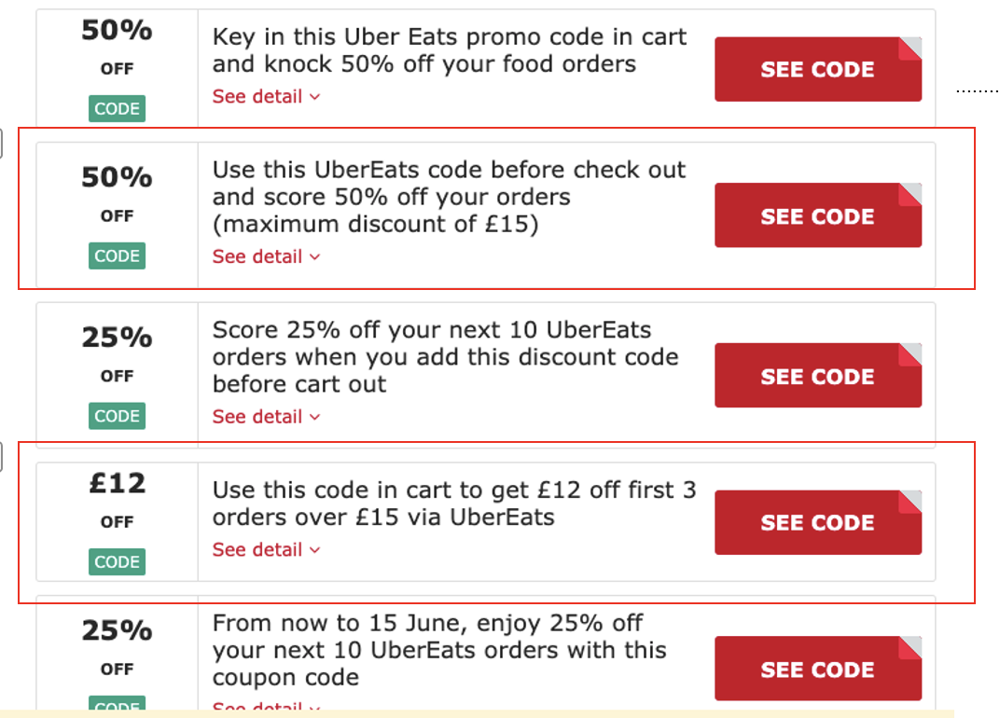 50%
OFF
CODE
Key in this Uber Eats promo code in cart
and knock 50% off your food orders
See detail
SEE CODE
50%
OFF
CODE
Use this UberEats code before check out
and score 50% off your orders
(maximum discount of £15)
See detail
SEE CODE
25%
OFF
CODE
Score 25% off your next 10 UberEats
orders when you add this discount code
before cart out
See detail
SEE CODE
£12
OFF
CODE
Use this code in cart to get £12 off first 3
orders over £15 via UberEats
See detail
SEE CODE
25%
OFF
CODE
From now to 15 June, enjoy 25% off
your next 10 UberEats orders with this
coupon code
See detail
SEE CODE